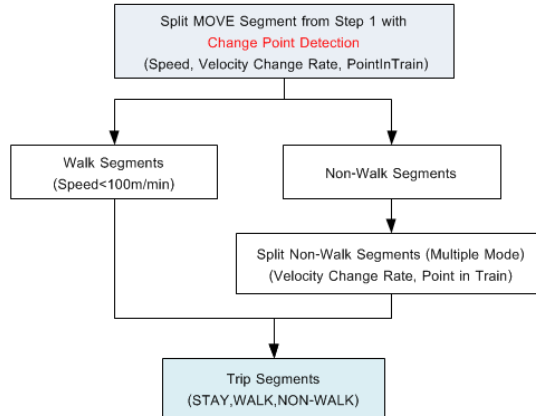 Split MOVE Segment from Step 1 with
Change Point Detection
(Speed, Velocity Change Rate, PointInTrain)
Walk Segments
(Speed<100m/min)
Non-Walk Segments
Split Non-Walk Segments (Multiple Mode)
(Velocity Change Rate, Point in Train)
Trip Segments
(STAY,WALK,NON-WALK)